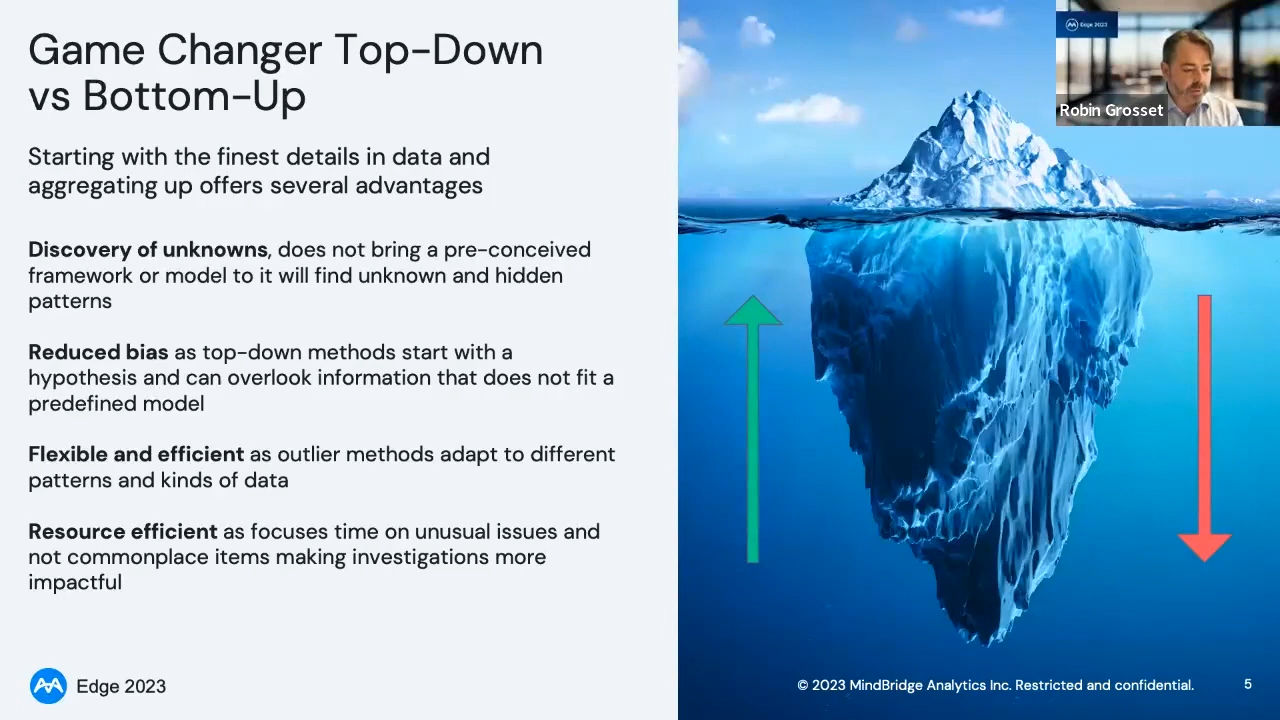 Game Changer Top-Down
vs Bottom-Up
Starting with the finest details in data and
aggregating up offers several advantages
Discovery of unknowns, does not bring a pre-conceived
framework or model to it will find unknown and hidden
patterns
Reduced bias as top-down methods start with a
hypothesis and can overlook information that does not fit a
predefined model
Flexible and efficient as outlier methods adapt to different
patterns and kinds of data
Resource efficient as focuses time on unusual issues and
not commonplace items making investigations more
impactful
Edge 2023
Edge 2023
Robin Grosset
© 2023 MindBridge Analytics Inc. Restricted and confidential.
5